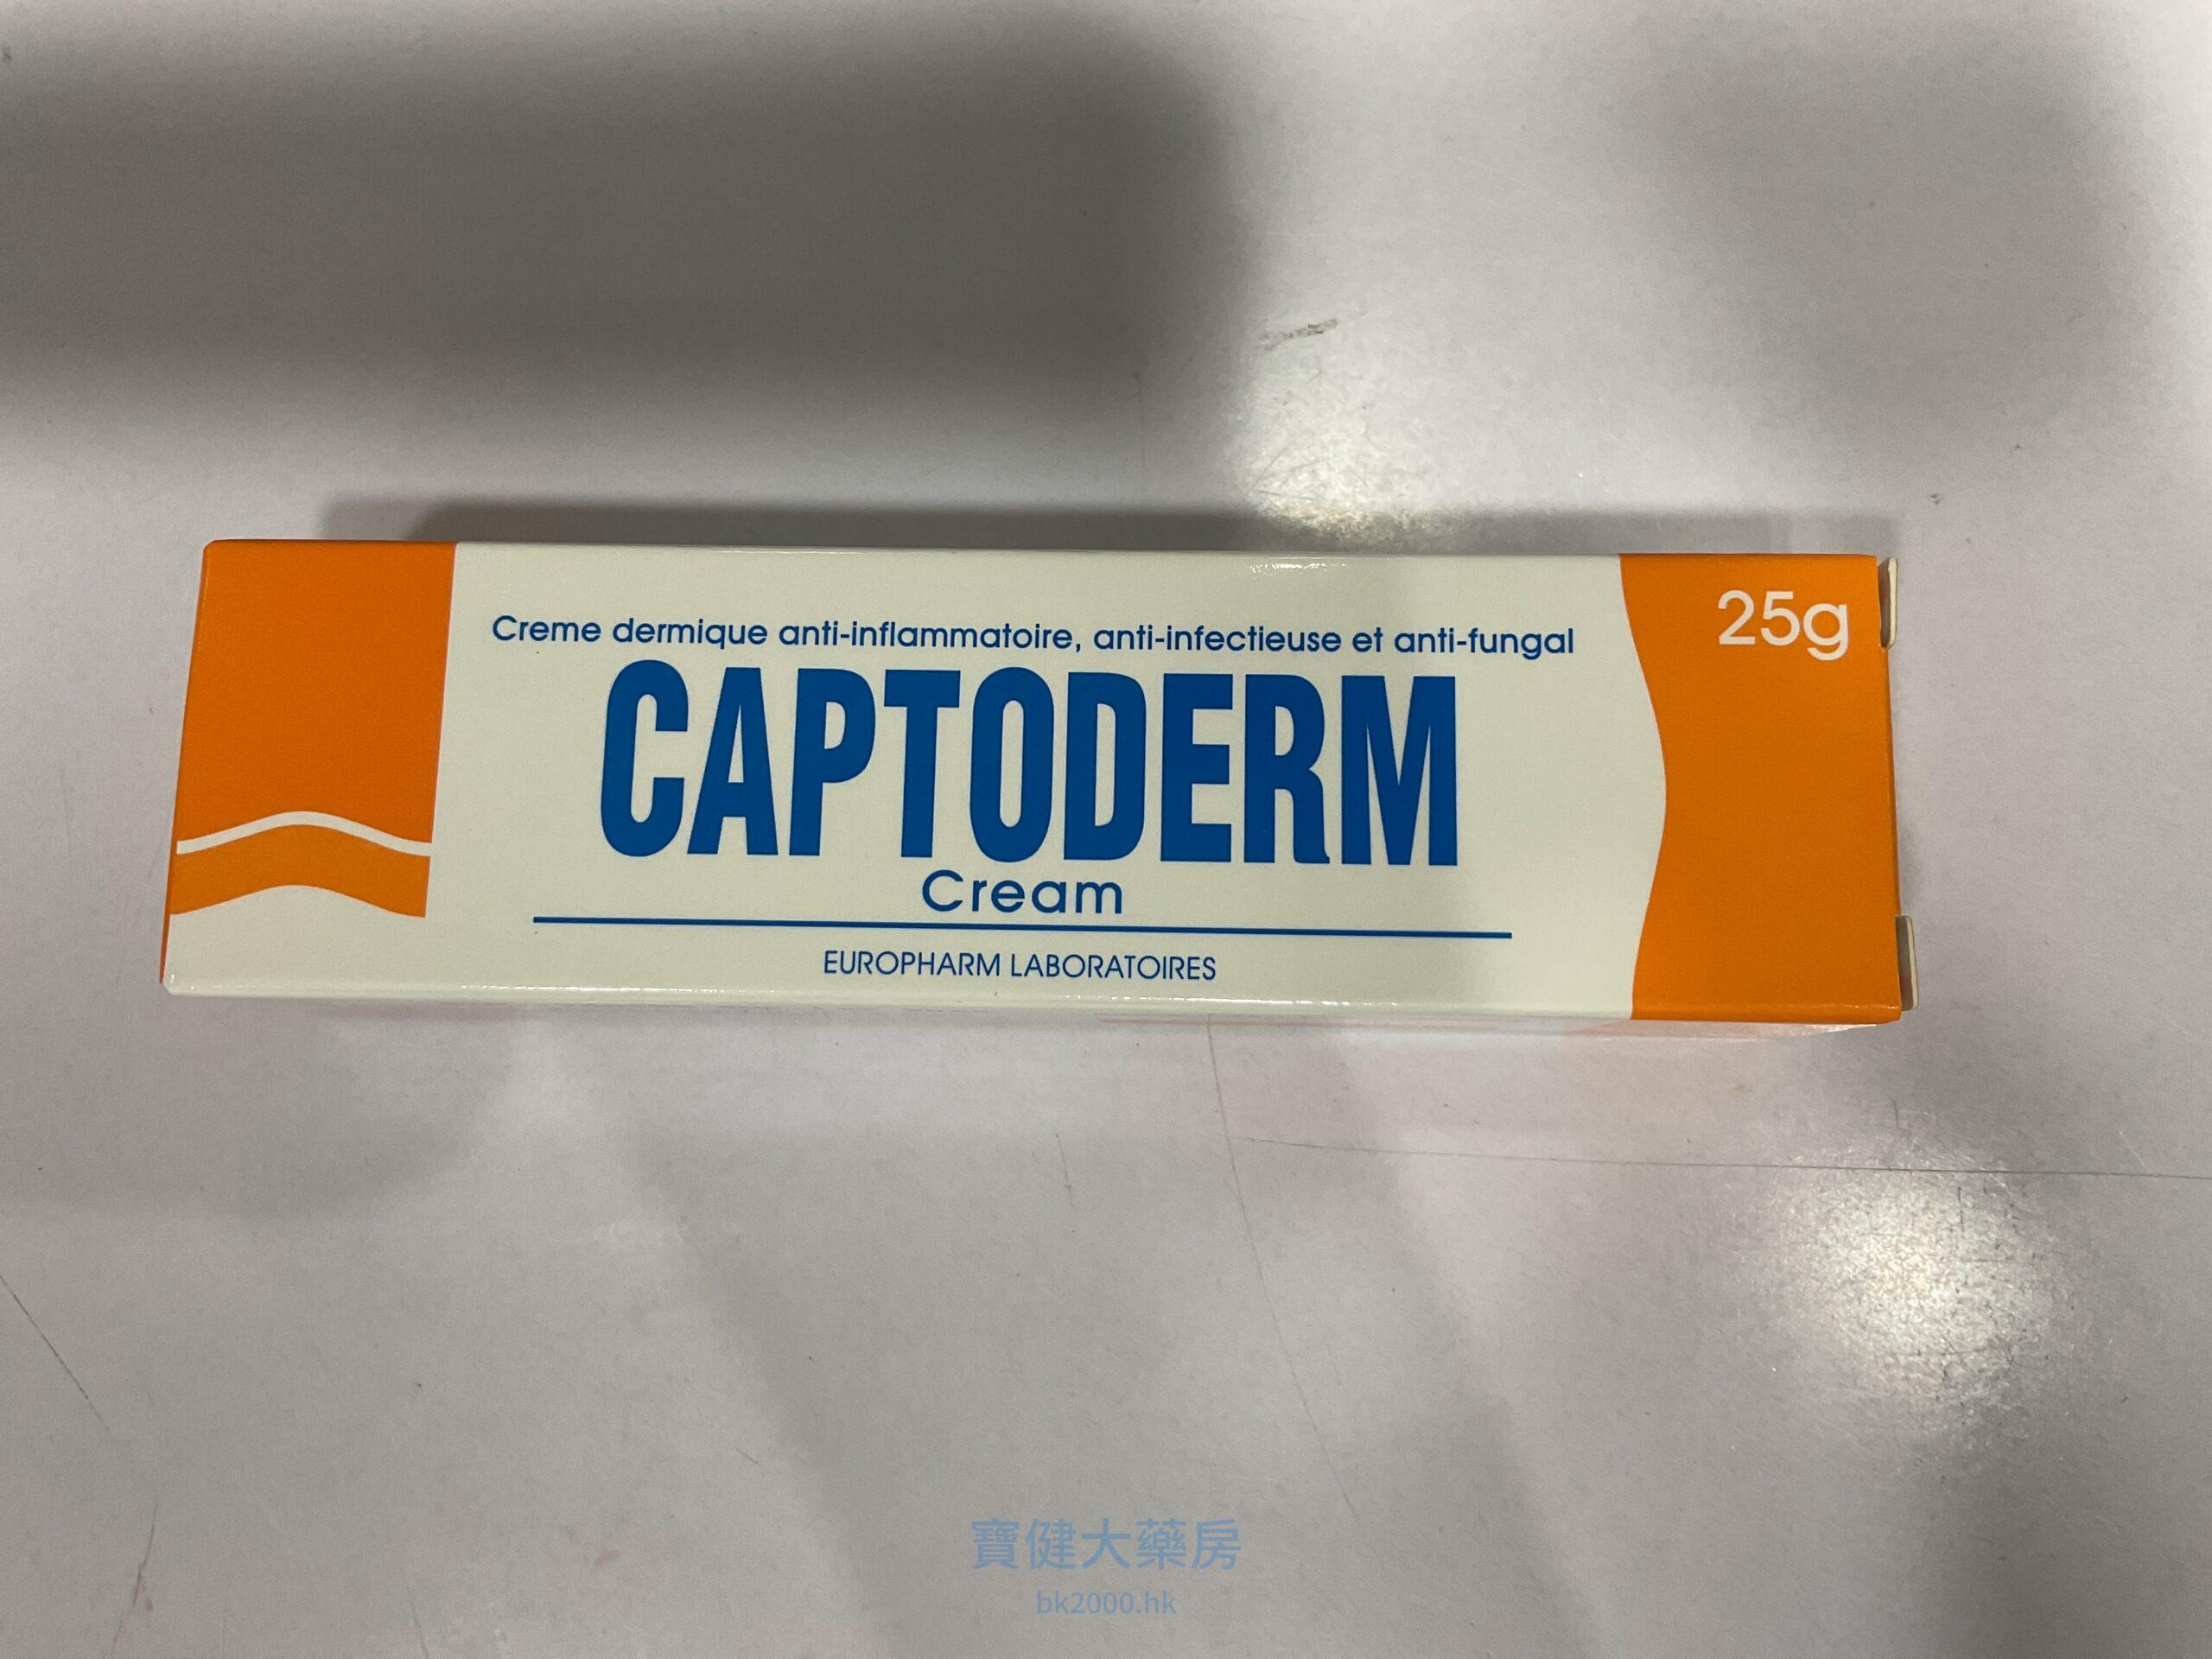 Creme dermique anti-inflammatoire, anti-infectieuse et anti-fungal
25g
CAPTODERM
Cream
EUROPHARM LABORATOIRES
寶健大藥房
bk2000.hk